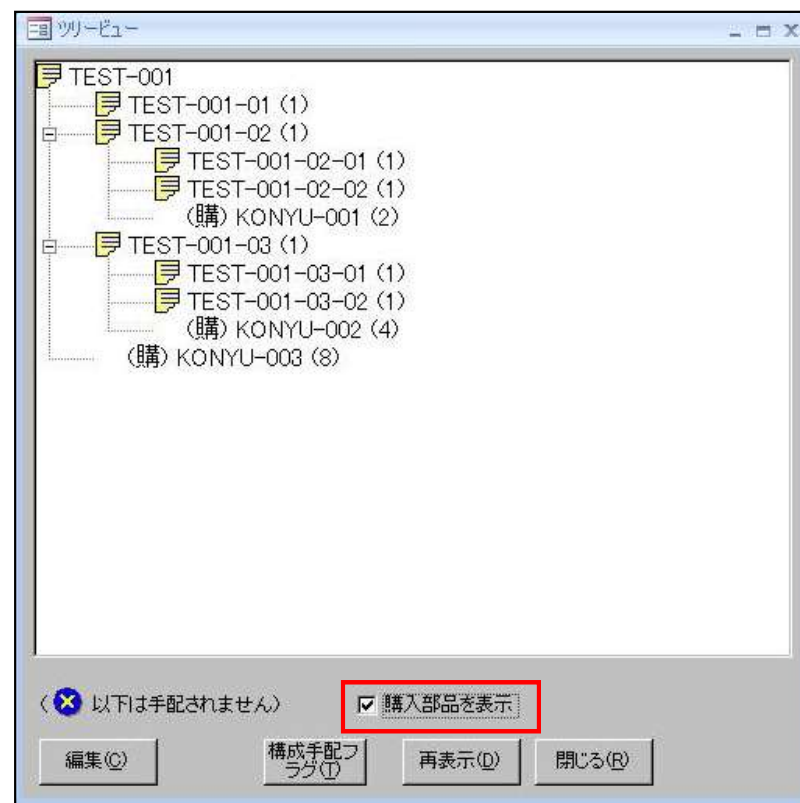 ツリービュー
TEST-001
TEST-001-01 (1)
TEST-001-02 (1)
TEST-001-02-01 (1)
TEST-001-02-02 (1)
(購) KONYU-001 (2)
TEST-001-03 (1)
TEST-001-03-01 (1)
TEST-001-03-02 (1)
(購) KONYU-002 (4)
(購) KONYU-003 (8)
( 以下は手配されません) 購入部品を表示
編集(C) 構成手配フ
ラグ(T) 再表示(D) 閉じる(R)